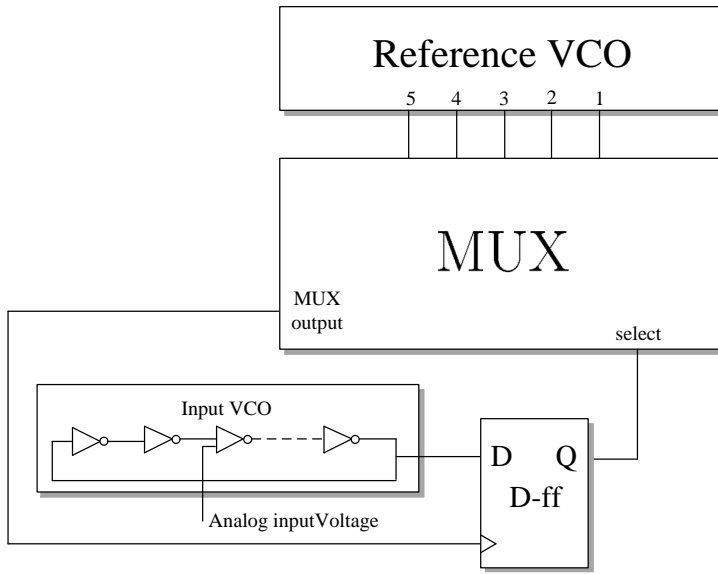 Reference VCO
5 4 3 2 1
MUX
MUX
output
select
Input VCO
D Q
D-ff
Analog inputVoltage